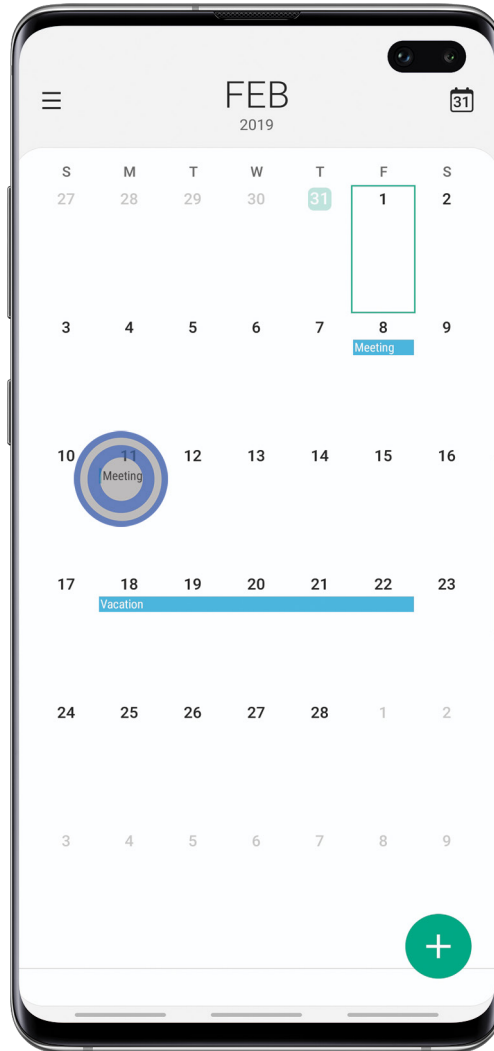 FEB
31
2019
S M T W T F S
27 28 29 30 31 1 2
3 4 5 6 7 8 9
Meeting
10 11 12 13 14 15 16
Meeting
17 18 19 20 21 22 23
Vacation
24 25 26 27 28 1 2
3 4 5 6 7 8 9